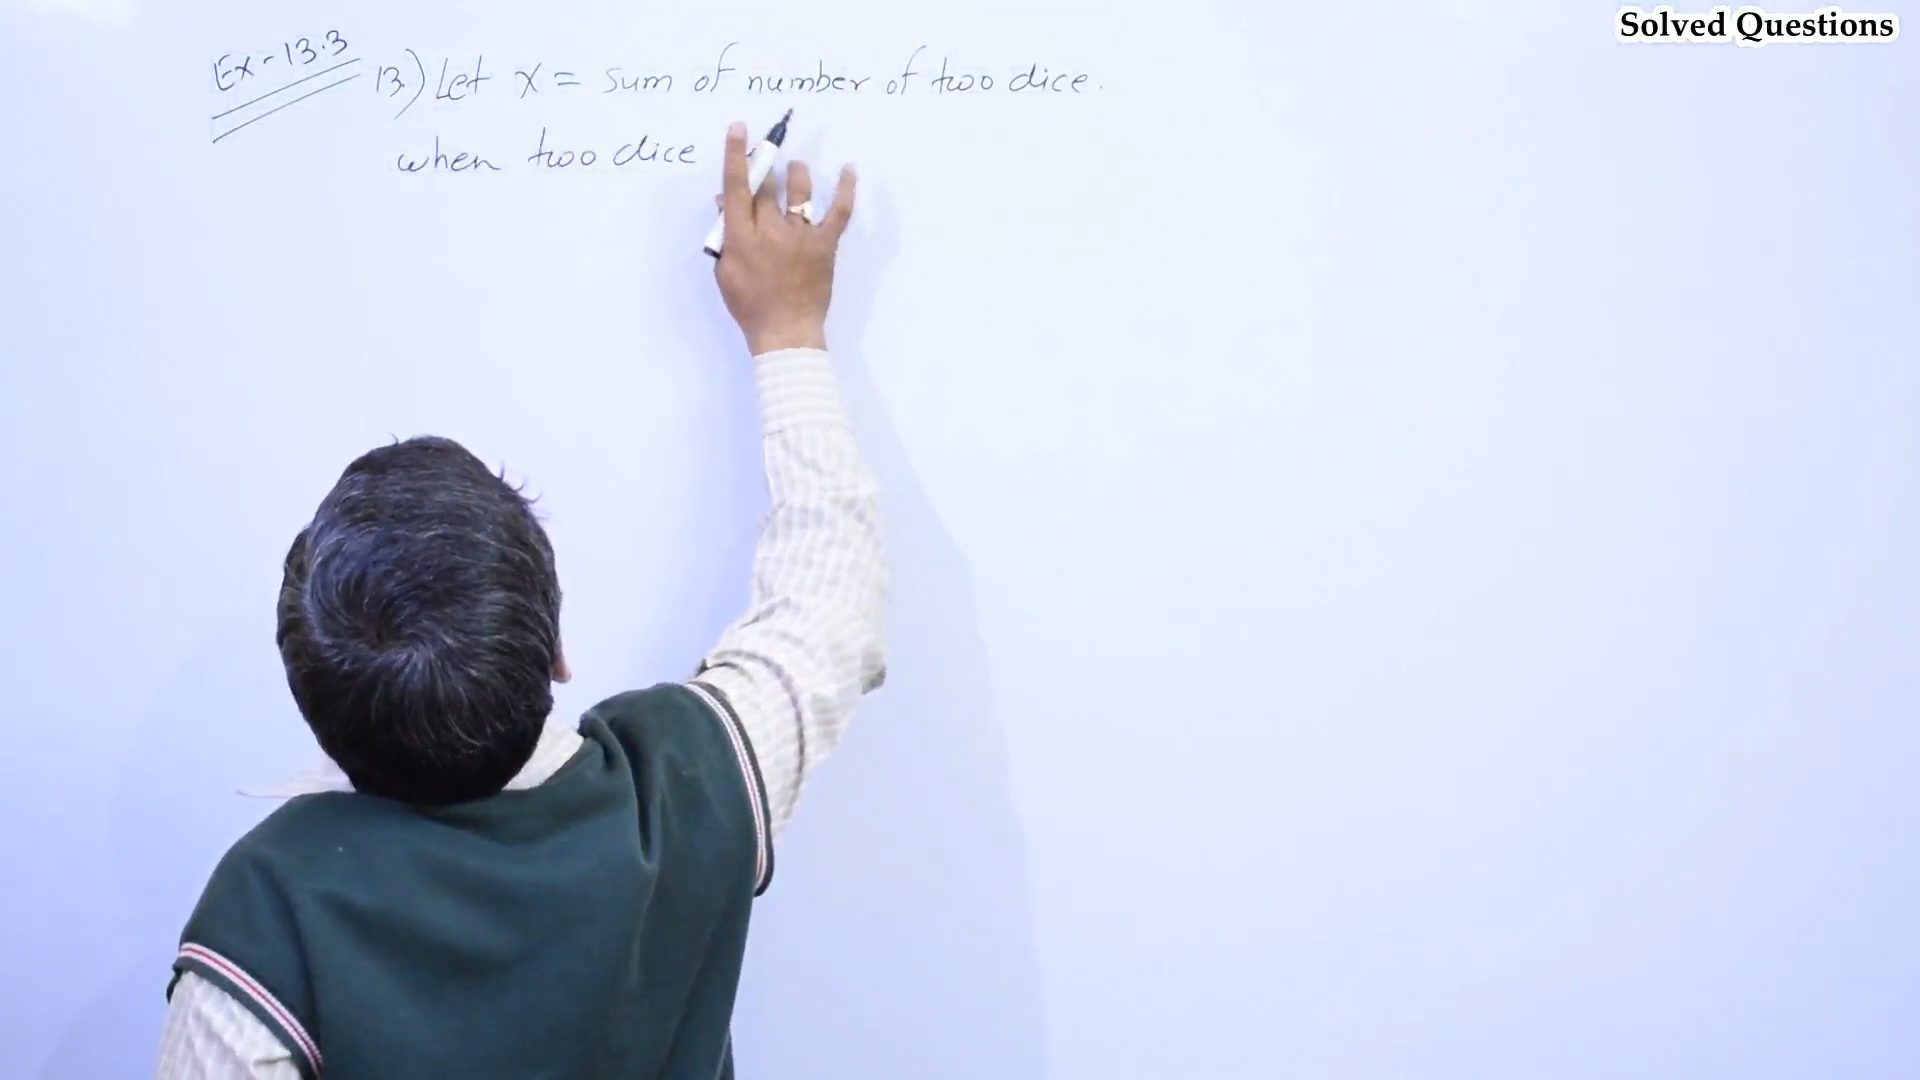 Solved Questions
Ex-13.3
13.) Let X = sum of number of two dice.
when two dice